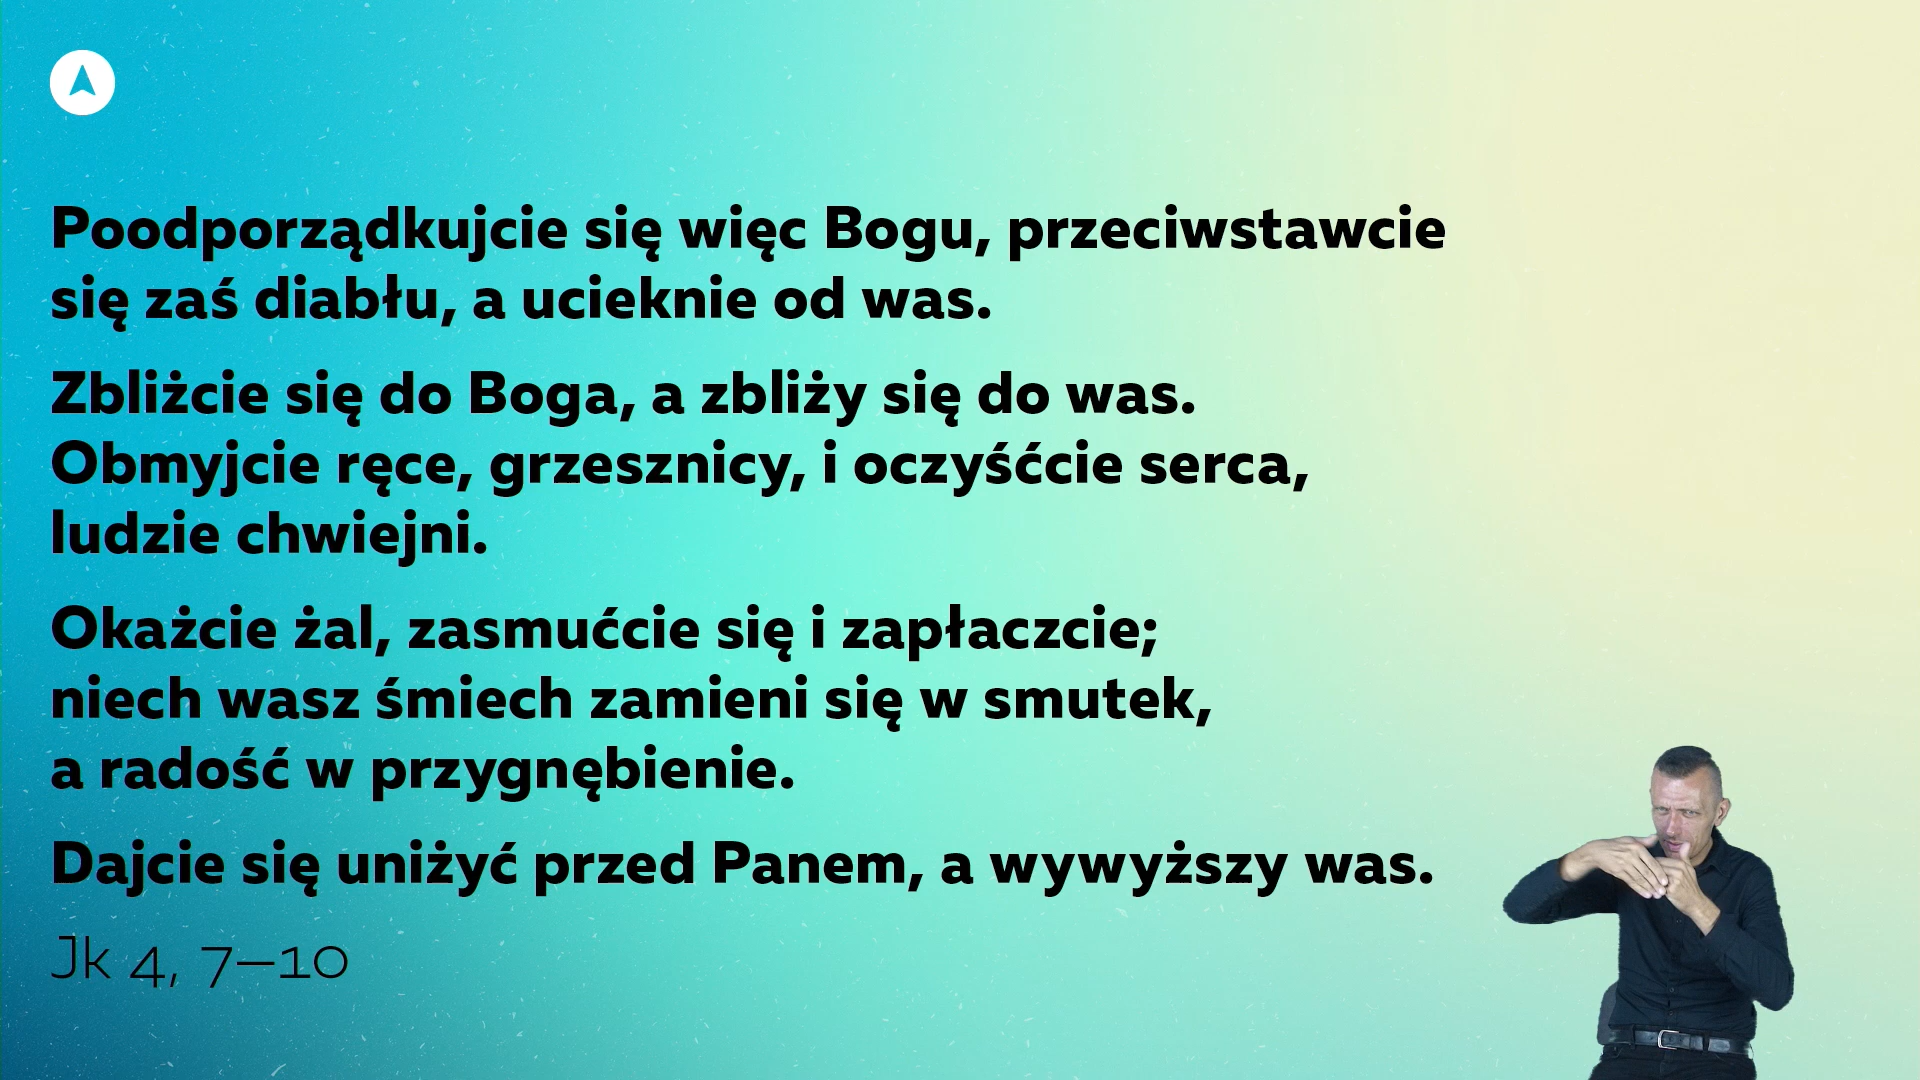 Poodporządkujcie się więc Bogu, przeciwstawcie
się zaś diabłu, a ucieknie od was.
Zbliżcie się do Boga, a zbliży się do was.
Obmyjcie ręce, grzesznicy, i oczyśćcie serca,
ludzie chwiejni.
Okażcie żal, zasmućcie się i zapłaczcie;
niech wasz śmiech zamieni się w smutek,
a radość w przygnębienie.
Dajcie się uniżyć przed Panem, a wywyższy was.
Jk 4, 7–10